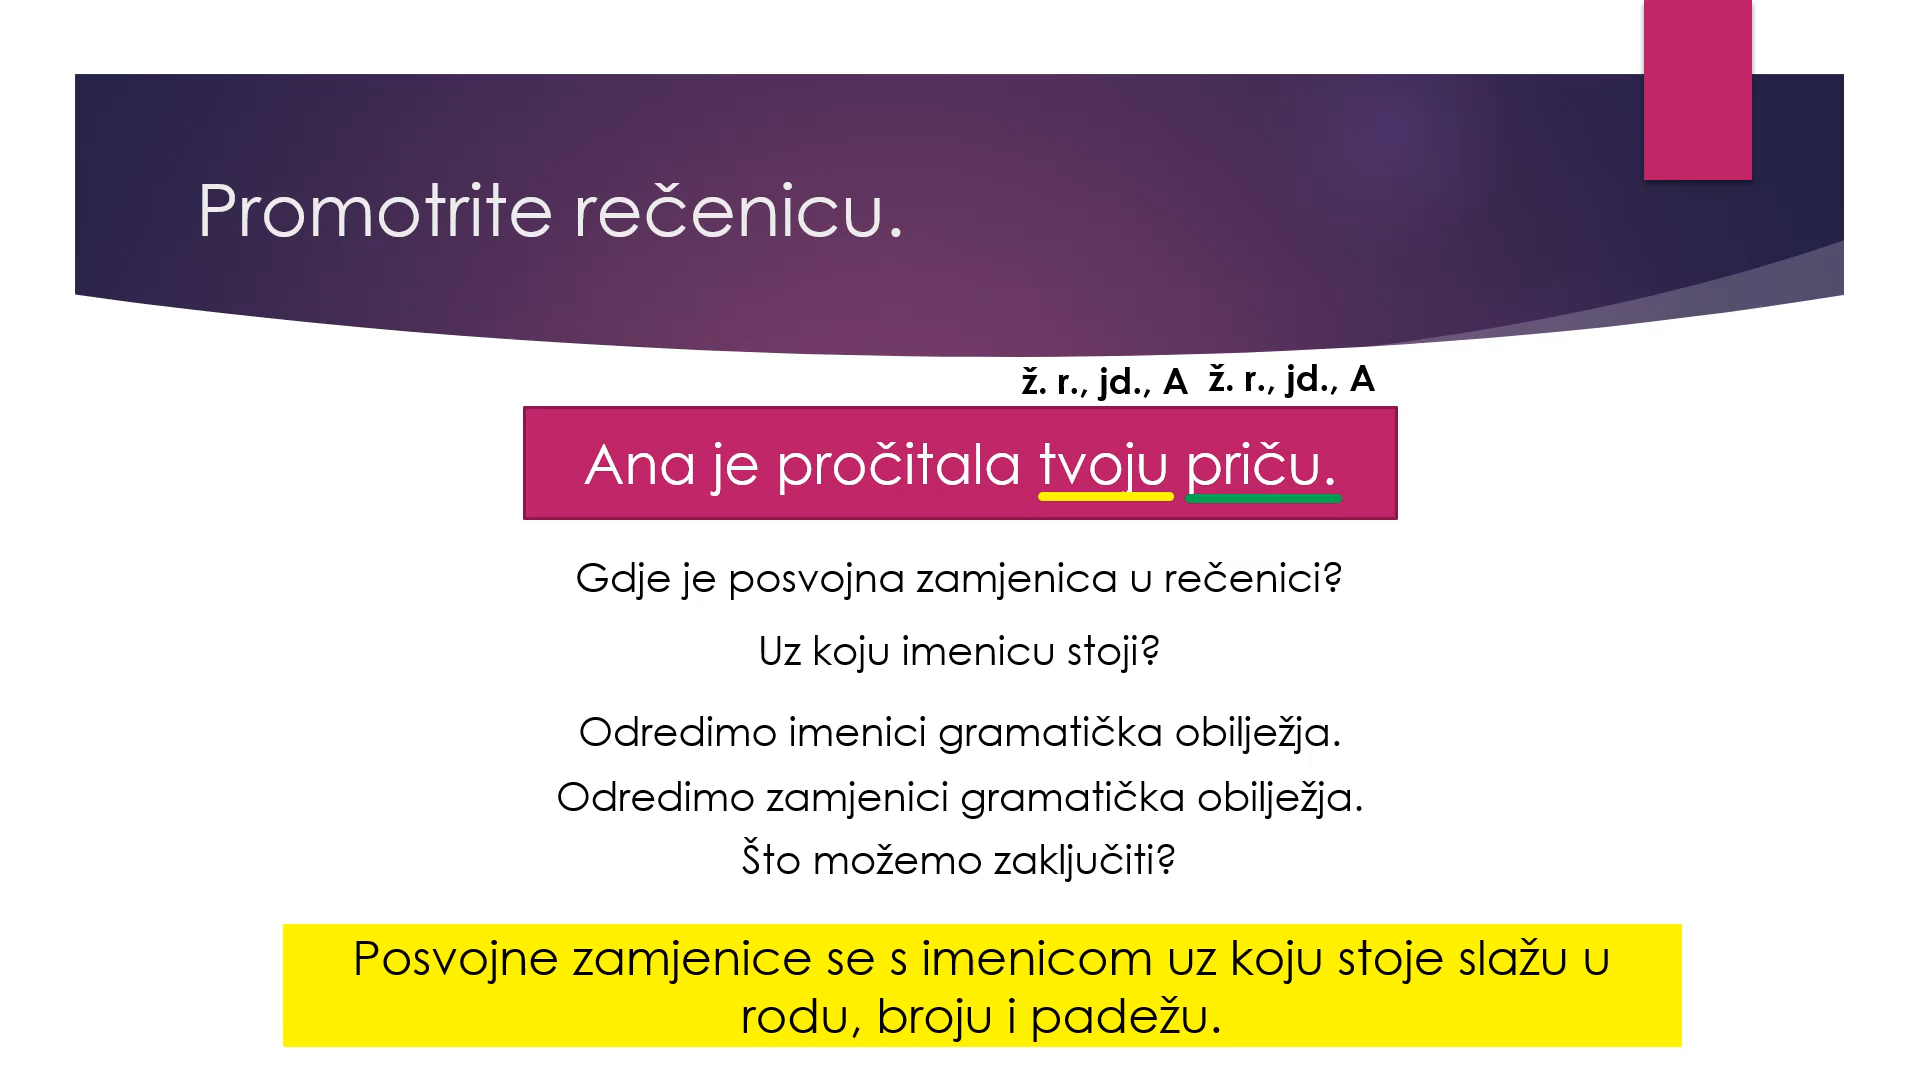 Promotrite rečenicu.
ž. r., jd., A ž. r., jd., A
Ana je pročitala tvoju priču.
Gdje je posvojna zamjenica u rečenici?
Uz koju imenicu stoji?
Odredimo imenici gramatička obilježja.
Odredimo zamjenici gramatička obilježja.
Što možemo zaključiti?
Posvojne zamjenice se s imenicom uz koju stoje slažu u
rodu, broju i padežu.